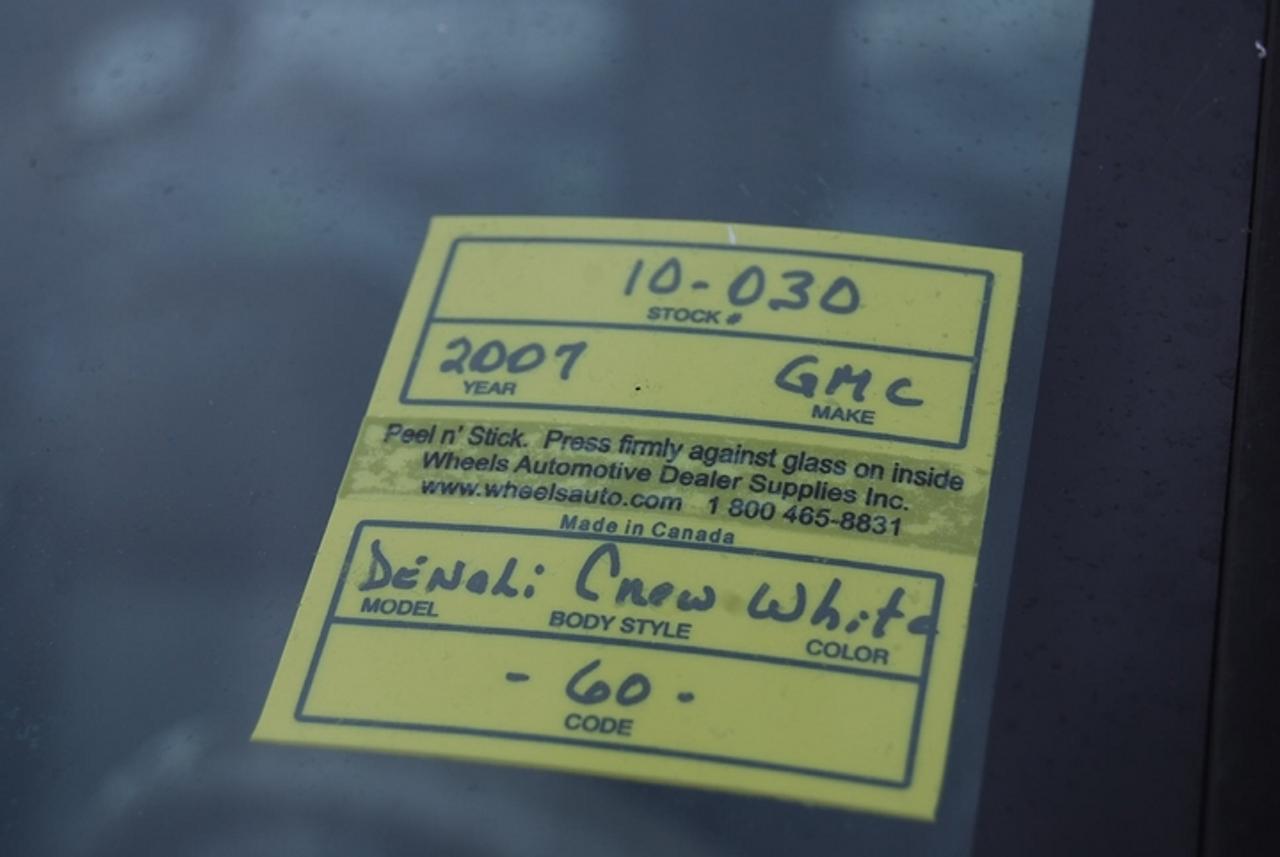 10-030
STOCK #
2007 GMC
YEAR MAKE
Peel n' Stick. Press firmly against glass on inside
Wheels Automotive Dealer Supplies Inc.
www.wheelsauto.com 1 800 465-8831
Made in Canada
Denali Crew White
MODEL BODY STYLE COLOR
- 60 -
CODE